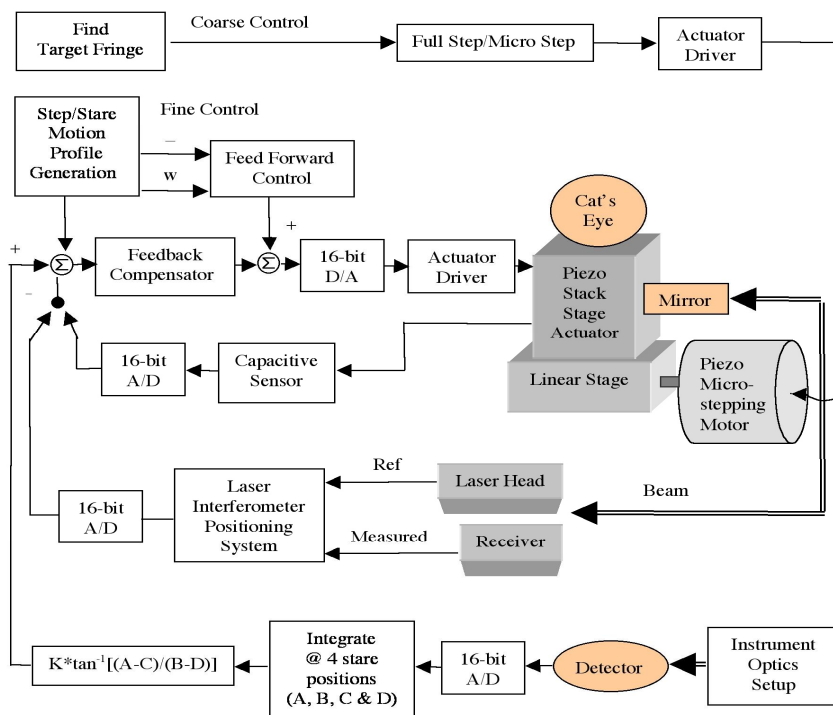 Find
Target Fringe
Coarse Control
Full Step/Micro Step
Actuator
Driver
Step/Stare
Motion
Profile
Generation
Fine Control
–
w
Feed Forward
Control
+
+
Σ
–
Feedback
Compensator
Σ
16-bit
D/A
Actuator
Driver
Cat's
Eye
Piezo
Stack
Stage
Actuator
Mirror
Linear Stage
Piezo
Micro-
stepping
Motor
16-bit
A/D
Capacitive
Sensor
16-bit
A/D
Laser
Interferometer
Positioning
System
Ref
Measured
Laser Head
Receiver
Beam
K*tan⁻¹[(A-C)/(B-D)]
Integrate
@ 4 stare
positions
(A, B, C & D)
16-bit
A/D
Detector
Instrument
Optics
Setup